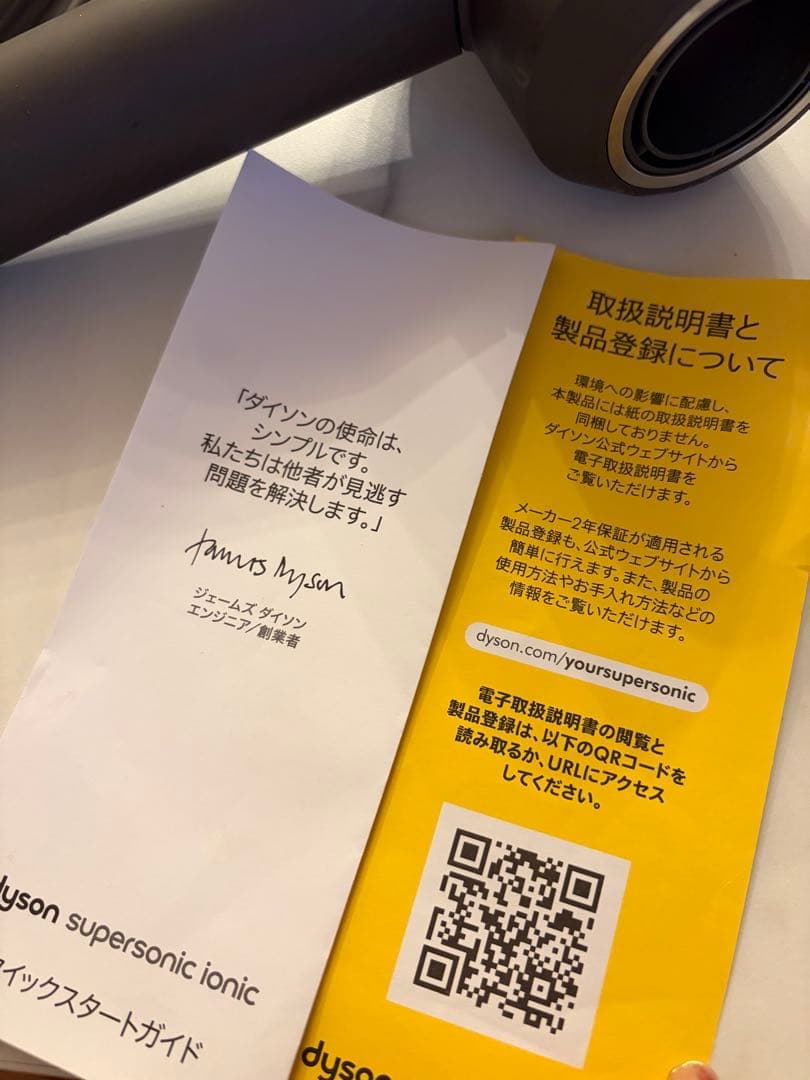 「ダイソンの使命は、
シンプルです。
私たちは他者が見逃す
問題を解決します。」
James Dyson
ジェームズ ダイソン
エンジニア/創業者
dyson supersonic ionic
クイックスタートガイド
取扱説明書と
製品登録について
環境への影響に配慮し、
本製品には紙の取扱説明書を
同梱しておりません。
ダイソン公式ウェブサイトから
電子取扱説明書を
ご覧いただけます。
メーカー2年保証が適用される
製品登録も、公式ウェブサイトから
簡単に行えます。また、製品の
使用方法やお手入れ方法などの
情報をご覧いただけます。
dyson.com/yoursupersonic
電子取扱説明書の閲覧と
製品登録は、以下のQRコードを
読み取るか、URLにアクセス
してください。
dyson